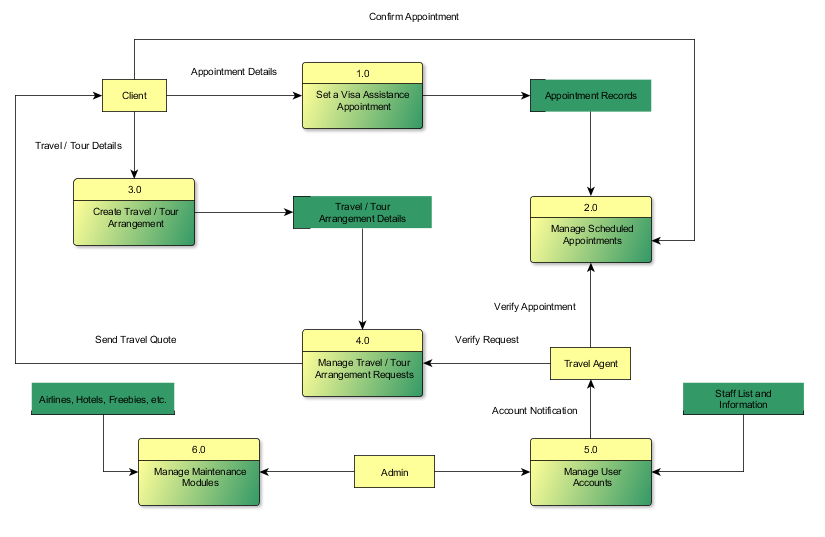 Confirm Appointment
Appointment Details
1.0
Client
Set a Visa Assistance
Appointment
Appointment Records
Travel / Tour Details
3.0
Create Travel / Tour
Arrangement
Travel / Tour
Arrangement Details
2.0
Manage Scheduled
Appointments
Verify Appointment
Send Travel Quote
4.0
Manage Travel / Tour
Arrangement Requests
Verify Request
Travel Agent
Airlines, Hotels, Freebies, etc.
Account Notification
Staff List and
Information
6.0
Manage Maintenance
Modules
Admin
5.0
Manage User
Accounts